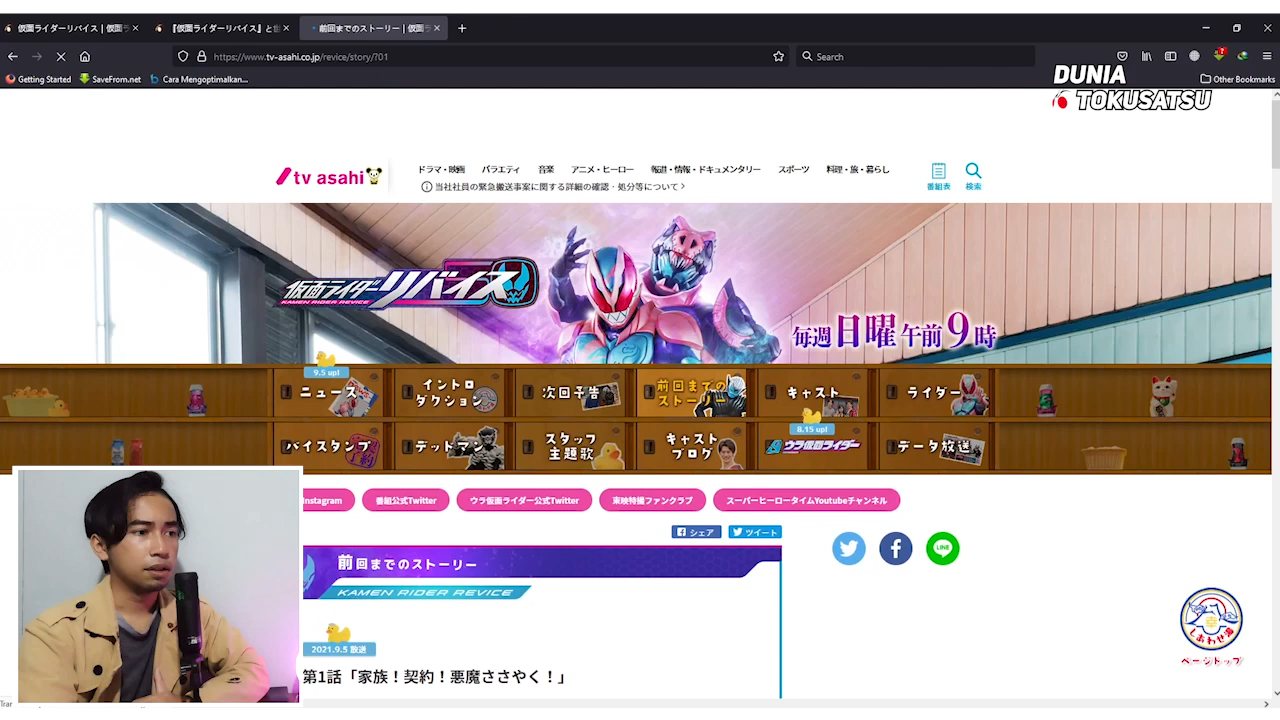 仮面ライダーリバイス | 仮面ラ
『仮面ライダーリバイス』と世
前回までのストーリー | 仮面ラ
https://www.tv-asahi.co.jp/revice/story/?01
Search
Getting Started
SaveFrom.net
Cara Mengoptimalkan...
Other Bookmarks
DUNIA
TOKUSATSU
tv asahi
ドラマ・映画
バラエティ
音楽
アニメ・ヒーロー
報道・情報・ドキュメンタリー
スポーツ
料理・旅・暮らし
当社社員の緊急搬送事案に関する詳細の確認・処分等について
番組表
検索
仮面ライダーリバイス
KAMEN RIDER REVICE
毎週日曜午前9時
9.5 up!
ニュース
イントロダクション
次回予告
前回までのストーリー
キャスト
ライダー
8.15 up!
バイスタンプ
デッドマン
スタッフ主題歌
キャストブログ
ウラ仮面ライダー
データ放送
Instagram
番組公式Twitter
ウラ仮面ライダー公式Twitter
東映特撮ファンクラブ
スーパーヒーロータイムYoutubeチャンネル
シェア
ツイート
LINE
前回までのストーリー
KAMEN RIDER REVICE
2021.9.5 放送
第1話「家族！契約！悪魔ささやく！」
幸
しあわせ湯
ページトップ
Trar